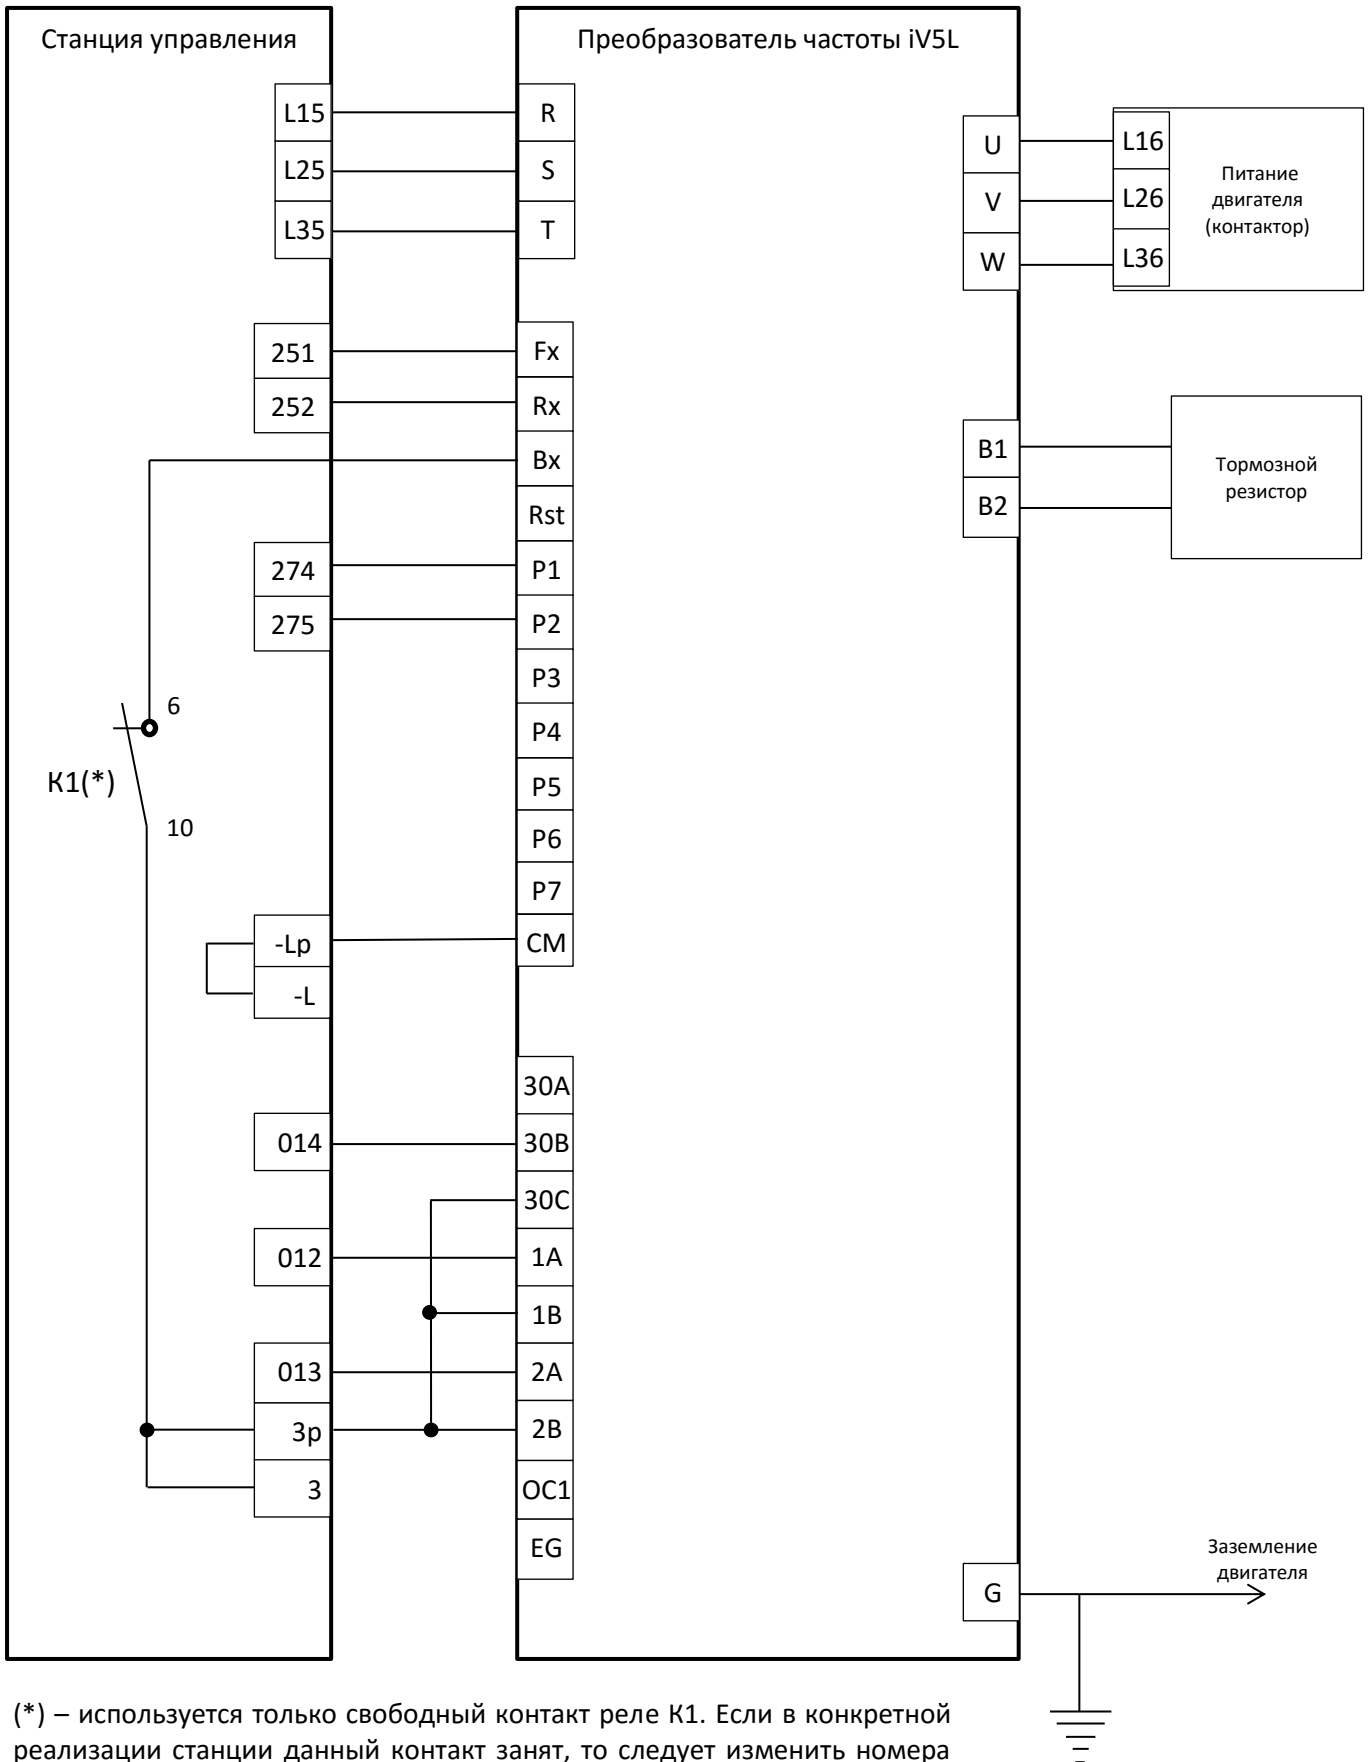 Станция управления
Преобразователь частоты iV5L
L15
R
L25
S
L35
T
U
L16
V
L26
W
L36
Питание
двигателя
(контактор)
251
Fx
252
Rx
Bx
Rst
274
P1
275
P2
P3
P4
P5
P6
P7
B1
B2
Тормозной
резистор
6
К1(*)
10
-Lp
CM
-L
30A
014
30B
30C
012
1A
1B
013
2A
3p
2B
3
OC1
EG
G
Заземление
двигателя
(*) – используется только свободный контакт реле К1. Если в конкретной
реализации станции данный контакт занят, то следует изменить номера